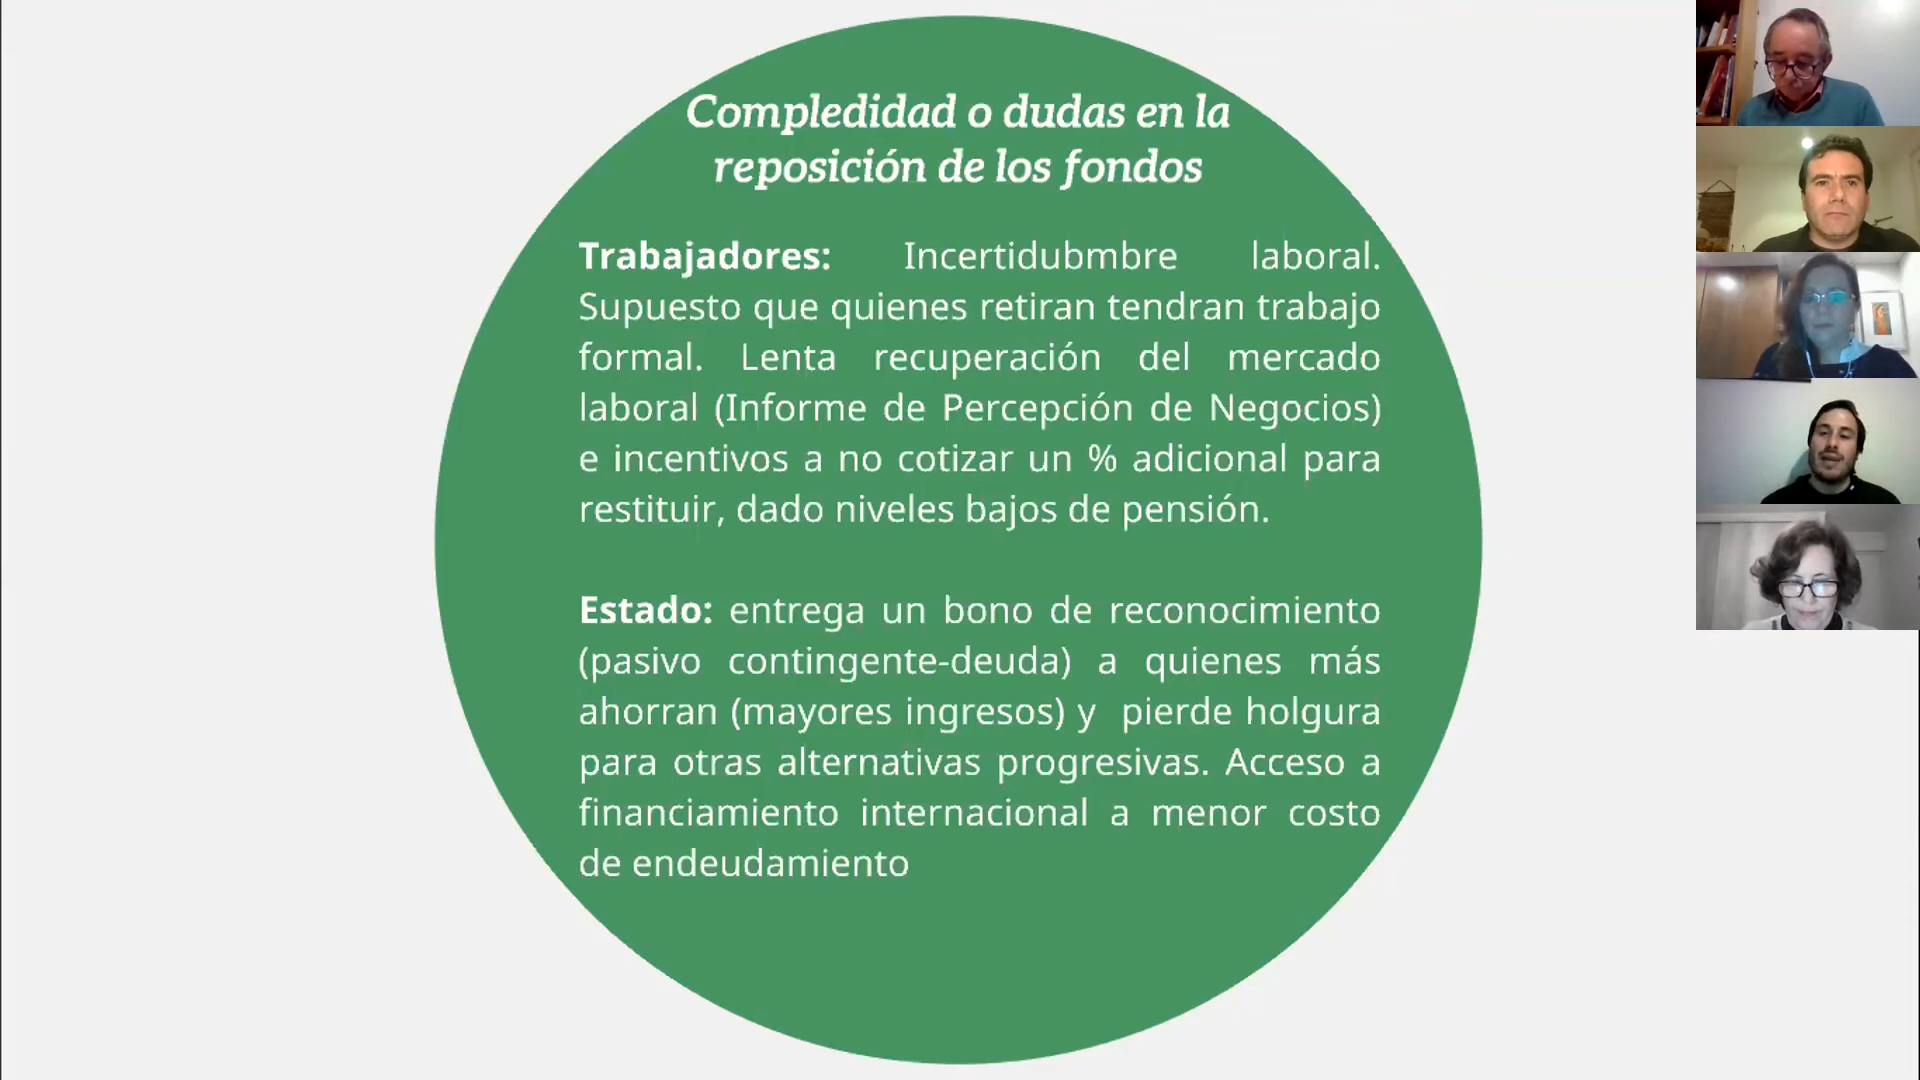 Compledidad o dudas en la
reposición de los fondos
Trabajadores: Incertidubmbre laboral.
Supuesto que quienes retiran tendran trabajo
formal. Lenta recuperación del mercado
laboral (Informe de Percepción de Negocios)
e incentivos a no cotizar un % adicional para
restituir, dado niveles bajos de pensión.
Estado: entrega un bono de reconocimiento
(pasivo contingente-deuda) a quienes más
ahorran (mayores ingresos) y pierde holgura
para otras alternativas progresivas. Acceso a
financiamiento internacional a menor costo
de endeudamiento